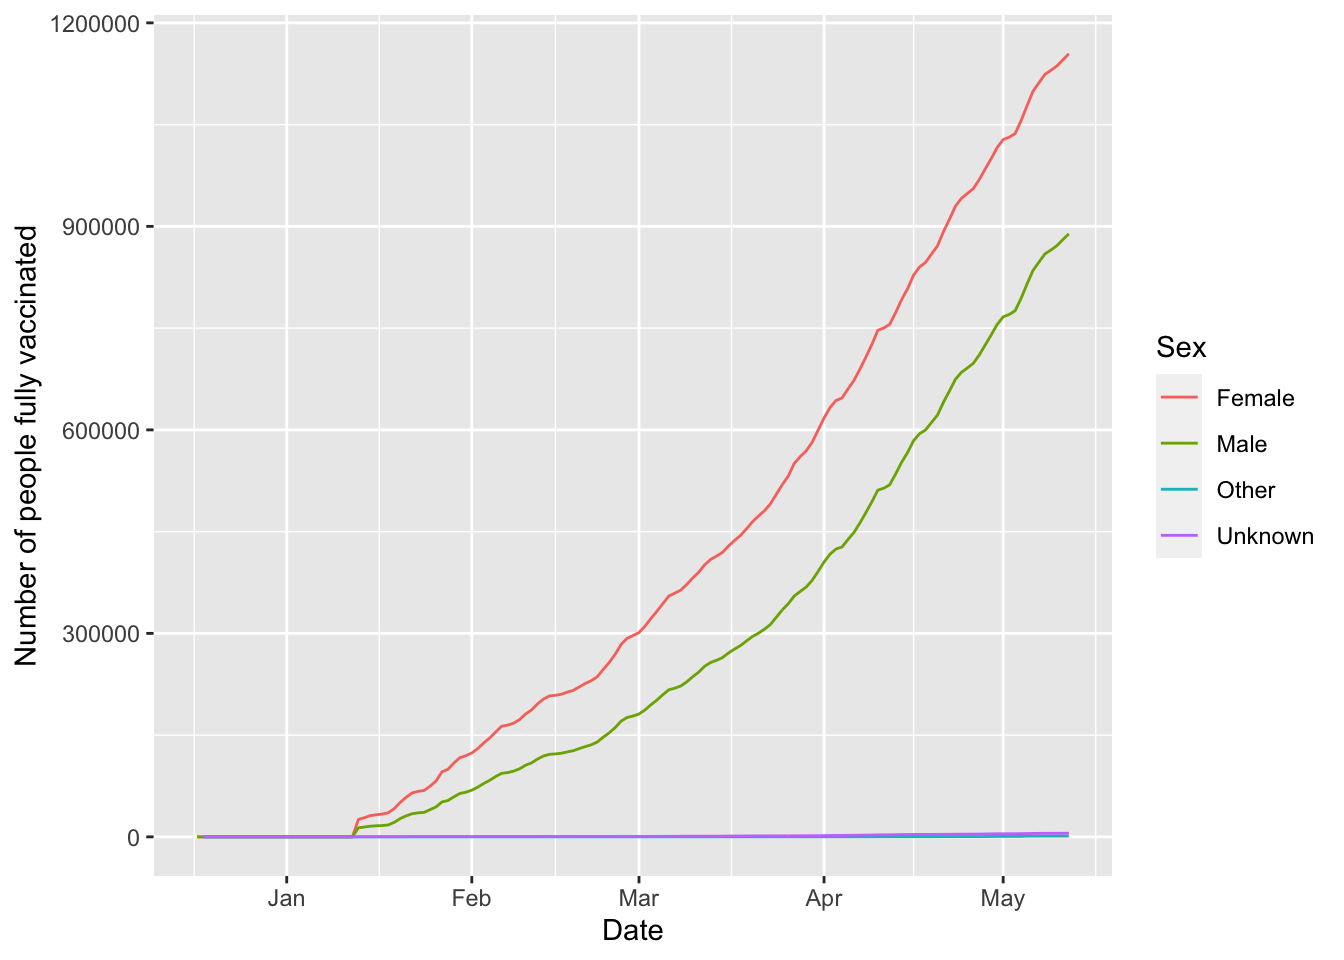 1200000
900000
600000
300000
0
Number of people fully vaccinated
Jan Feb Mar Apr May
Date
Sex
Female
Male
Other
Unknown